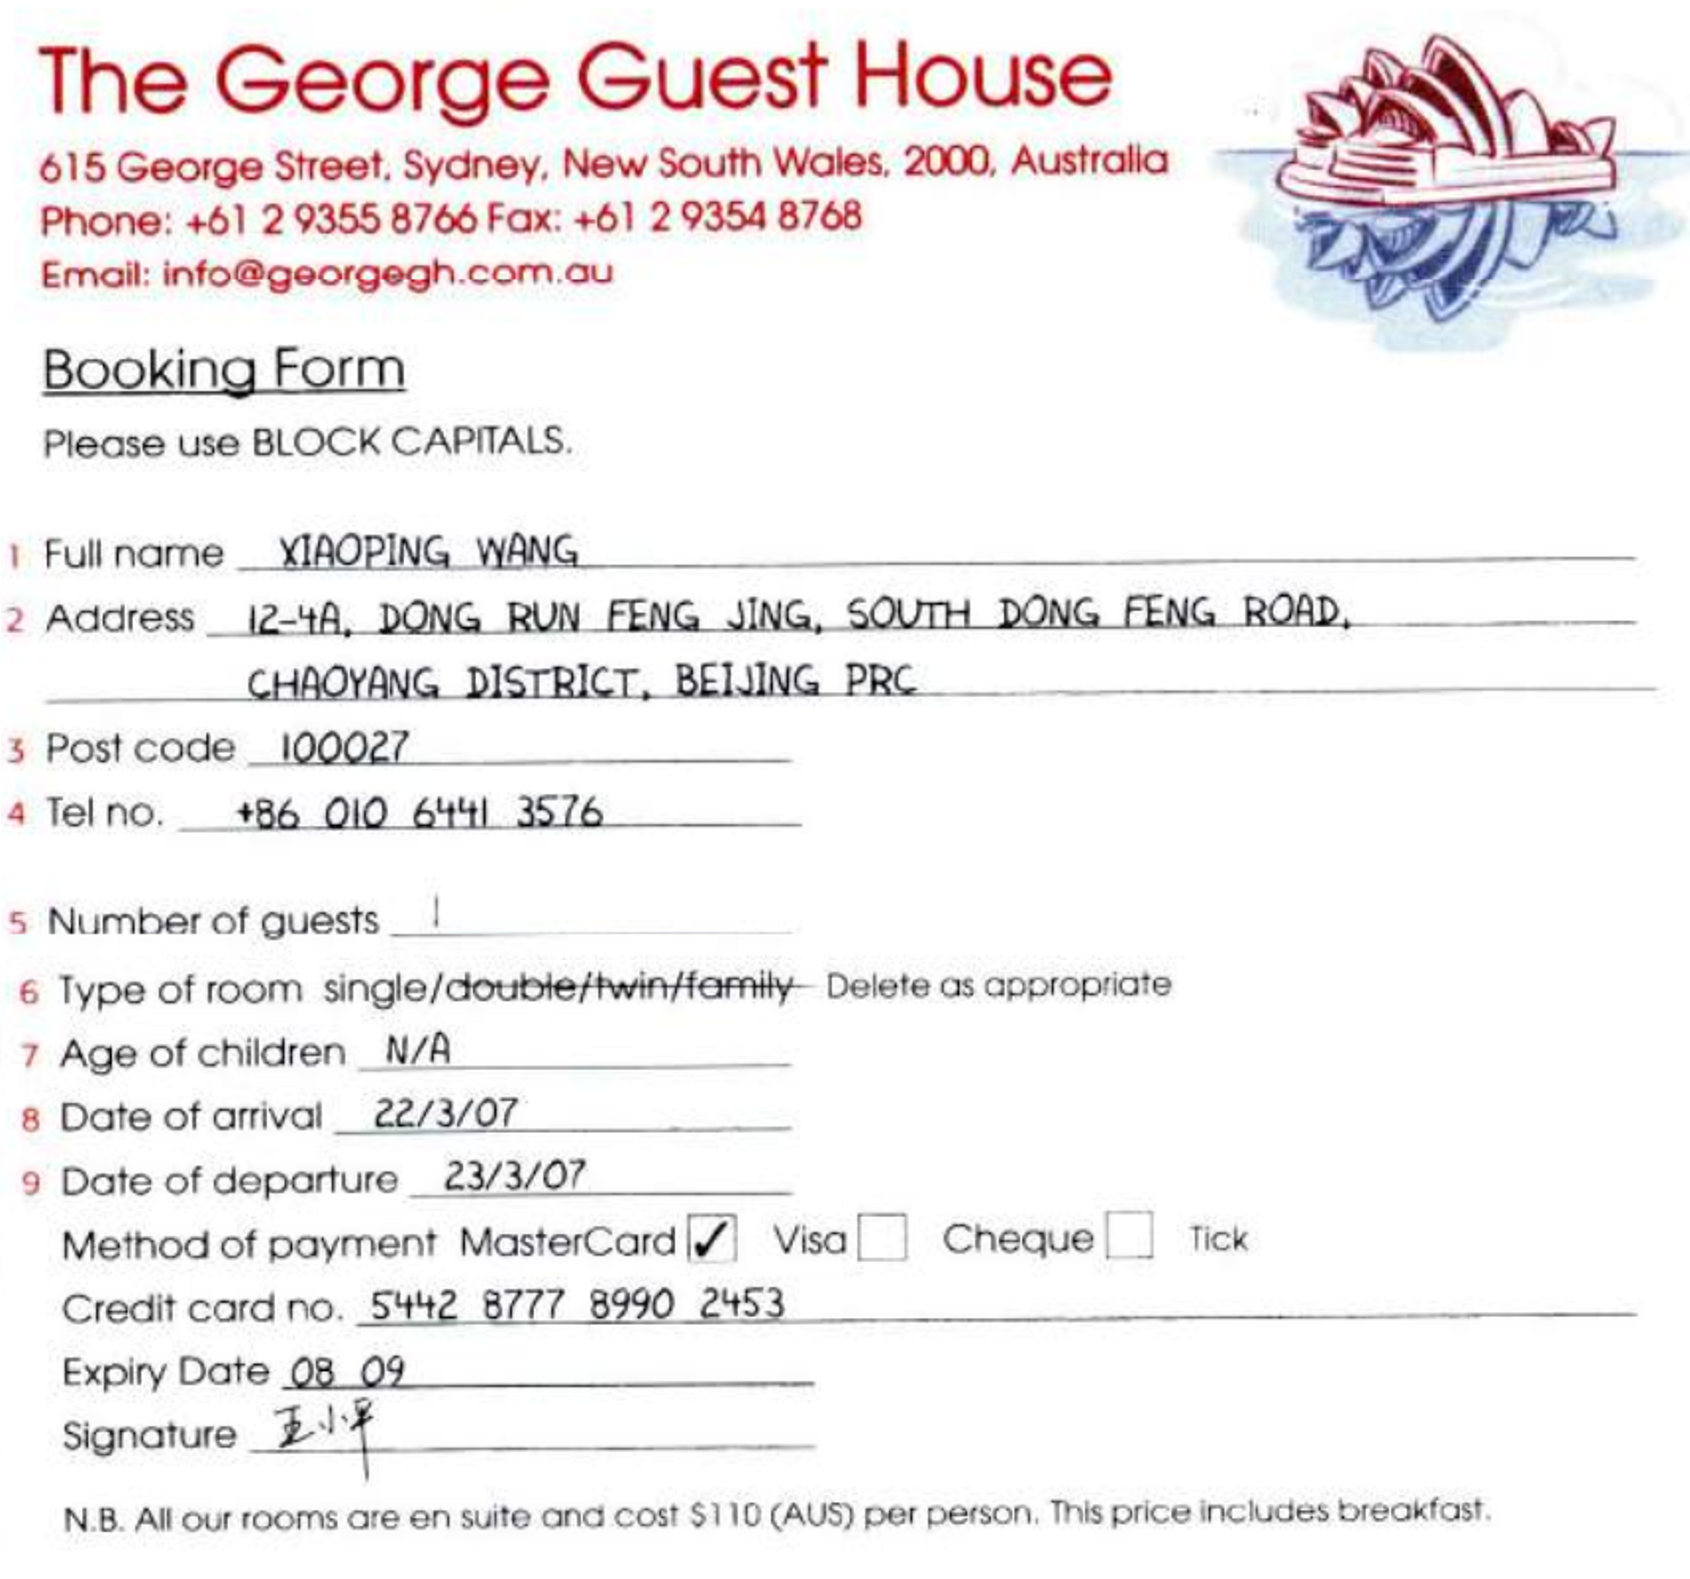 The George Guest House
615 George Street, Sydney, New South Wales, 2000, Australia
Phone: +61 2 9355 8766 Fax: +61 2 9354 8768
Email: info@georgegh.com.au
Booking Form
Please use BLOCK CAPITALS.
1 Full name XIAOPING WANG
2 Address 12-4A, DONG RUN FENG JING, SOUTH DONG FENG ROAD,
CHAOYANG DISTRICT, BEIJING PRC
3 Post code 100027
4 Tel no. +86 010 6441 3576
5 Number of guests 1
6 Type of room single/double/twin/family Delete as appropriate
7 Age of children N/A
8 Date of arrival 22/3/07
9 Date of departure 23/3/07
Method of payment MasterCard ✓ Visa Cheque Tick
Credit card no. 5442 8777 8990 2453
Expiry Date 08 09
Signature 王小平
N.B. All our rooms are en suite and cost $110 (AUS) per person. This price includes breakfast.